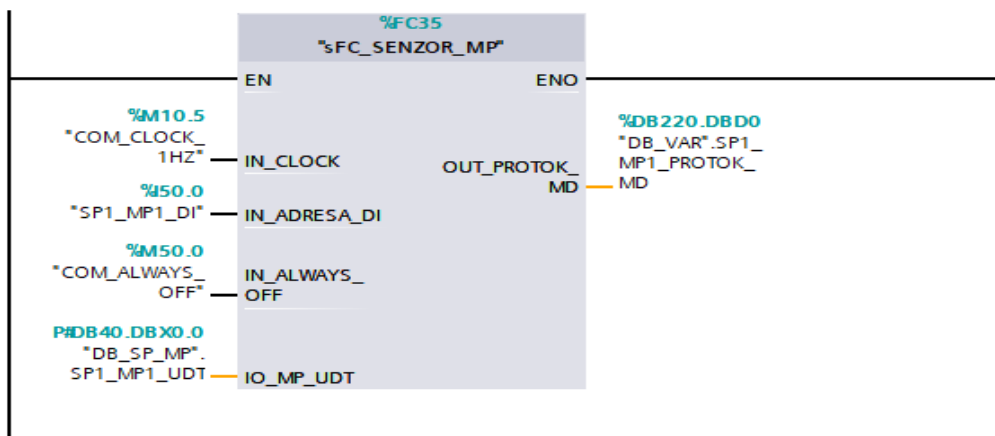 %FC35
"sFC_SENZOR_MP"
EN
ENO
%M10.5
"COM_CLOCK_
1HZ"
IN_CLOCK
%I50.0
"SP1_MP1_DI"
IN_ADRESA_DI
%M50.0
"COM_ALWAYS_
OFF"
IN_ALWAYS_
OFF
P#DB40.DBX0.0
"DB_SP_MP".
SP1_MP1_UDT
IO_MP_UDT
OUT_PROTOK_
MD
%DB220.DBD0
"DB_VAR".SP1_
MP1_PROTOK_
MD